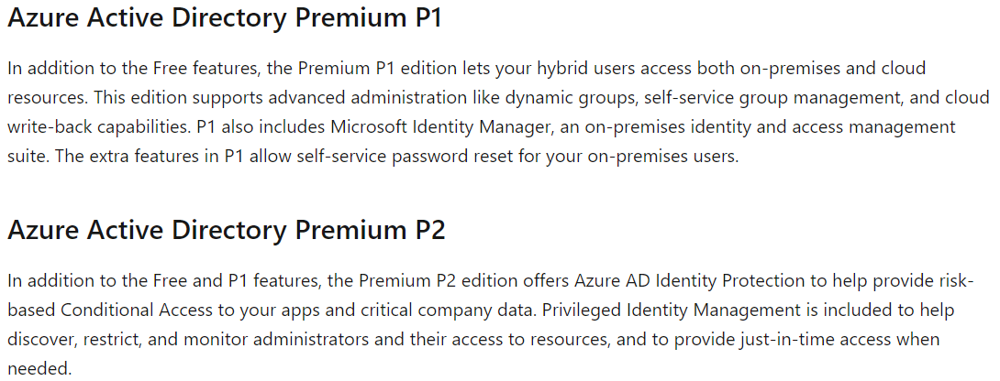 Azure Active Directory Premium P1
In addition to the Free features, the Premium P1 edition lets your hybrid users access both on-premises and cloud
resources. This edition supports advanced administration like dynamic groups, self-service group management, and cloud
write-back capabilities. P1 also includes Microsoft Identity Manager, an on-premises identity and access management
suite. The extra features in P1 allow self-service password reset for your on-premises users.
Azure Active Directory Premium P2
In addition to the Free and P1 features, the Premium P2 edition offers Azure AD Identity Protection to help provide risk-
based Conditional Access to your apps and critical company data. Privileged Identity Management is included to help
discover, restrict, and monitor administrators and their access to resources, and to provide just-in-time access when
needed.